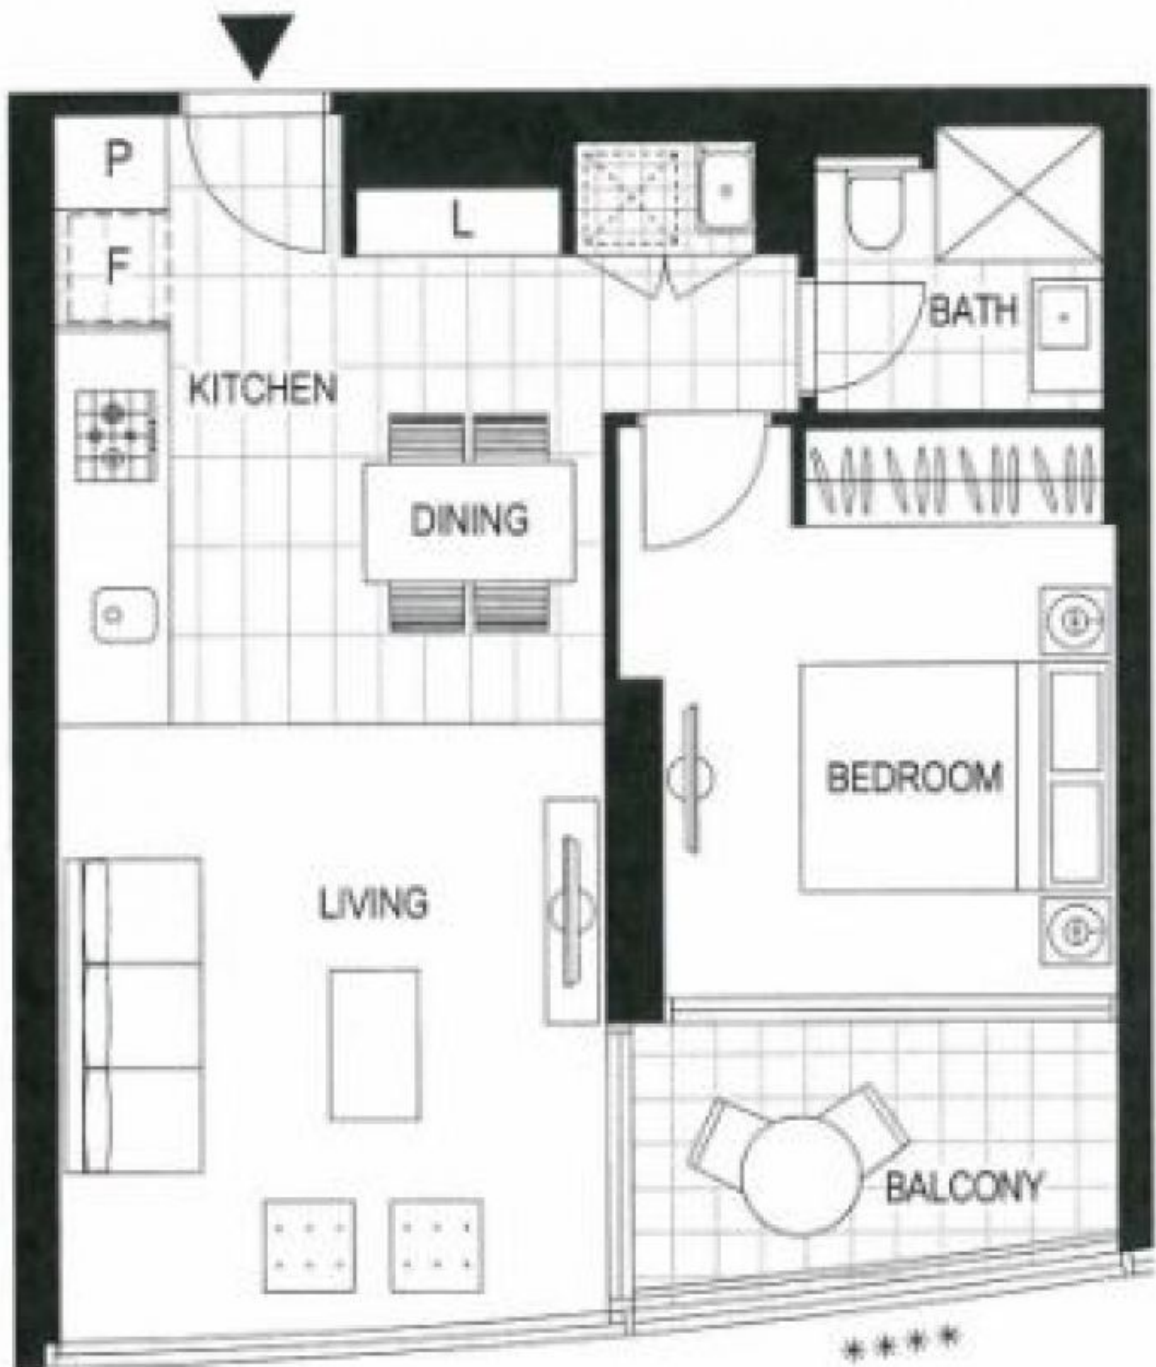 P
L
F
BATH
KITCHEN
DINING
BEDROOM
LIVING
BALCONY
****